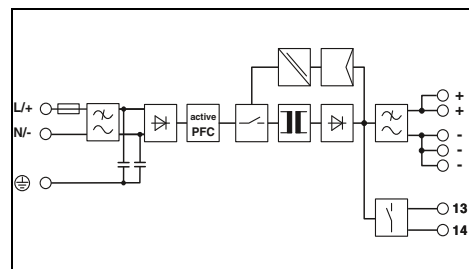 L/+
N/-
active
PFC
+
+
-
-
-
13
14